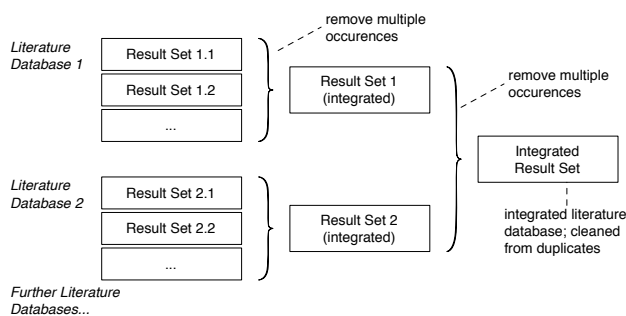 remove multiple
occurences
Literature
Database 1
Result Set 1.1
Result Set 1.2
...
Result Set 1
(integrated)
remove multiple
occurences
Integrated
Result Set
integrated literature
database; cleaned
from duplicates
Literature
Database 2
Result Set 2.1
Result Set 2.2
...
Result Set 2
(integrated)
Further Literature
Databases...